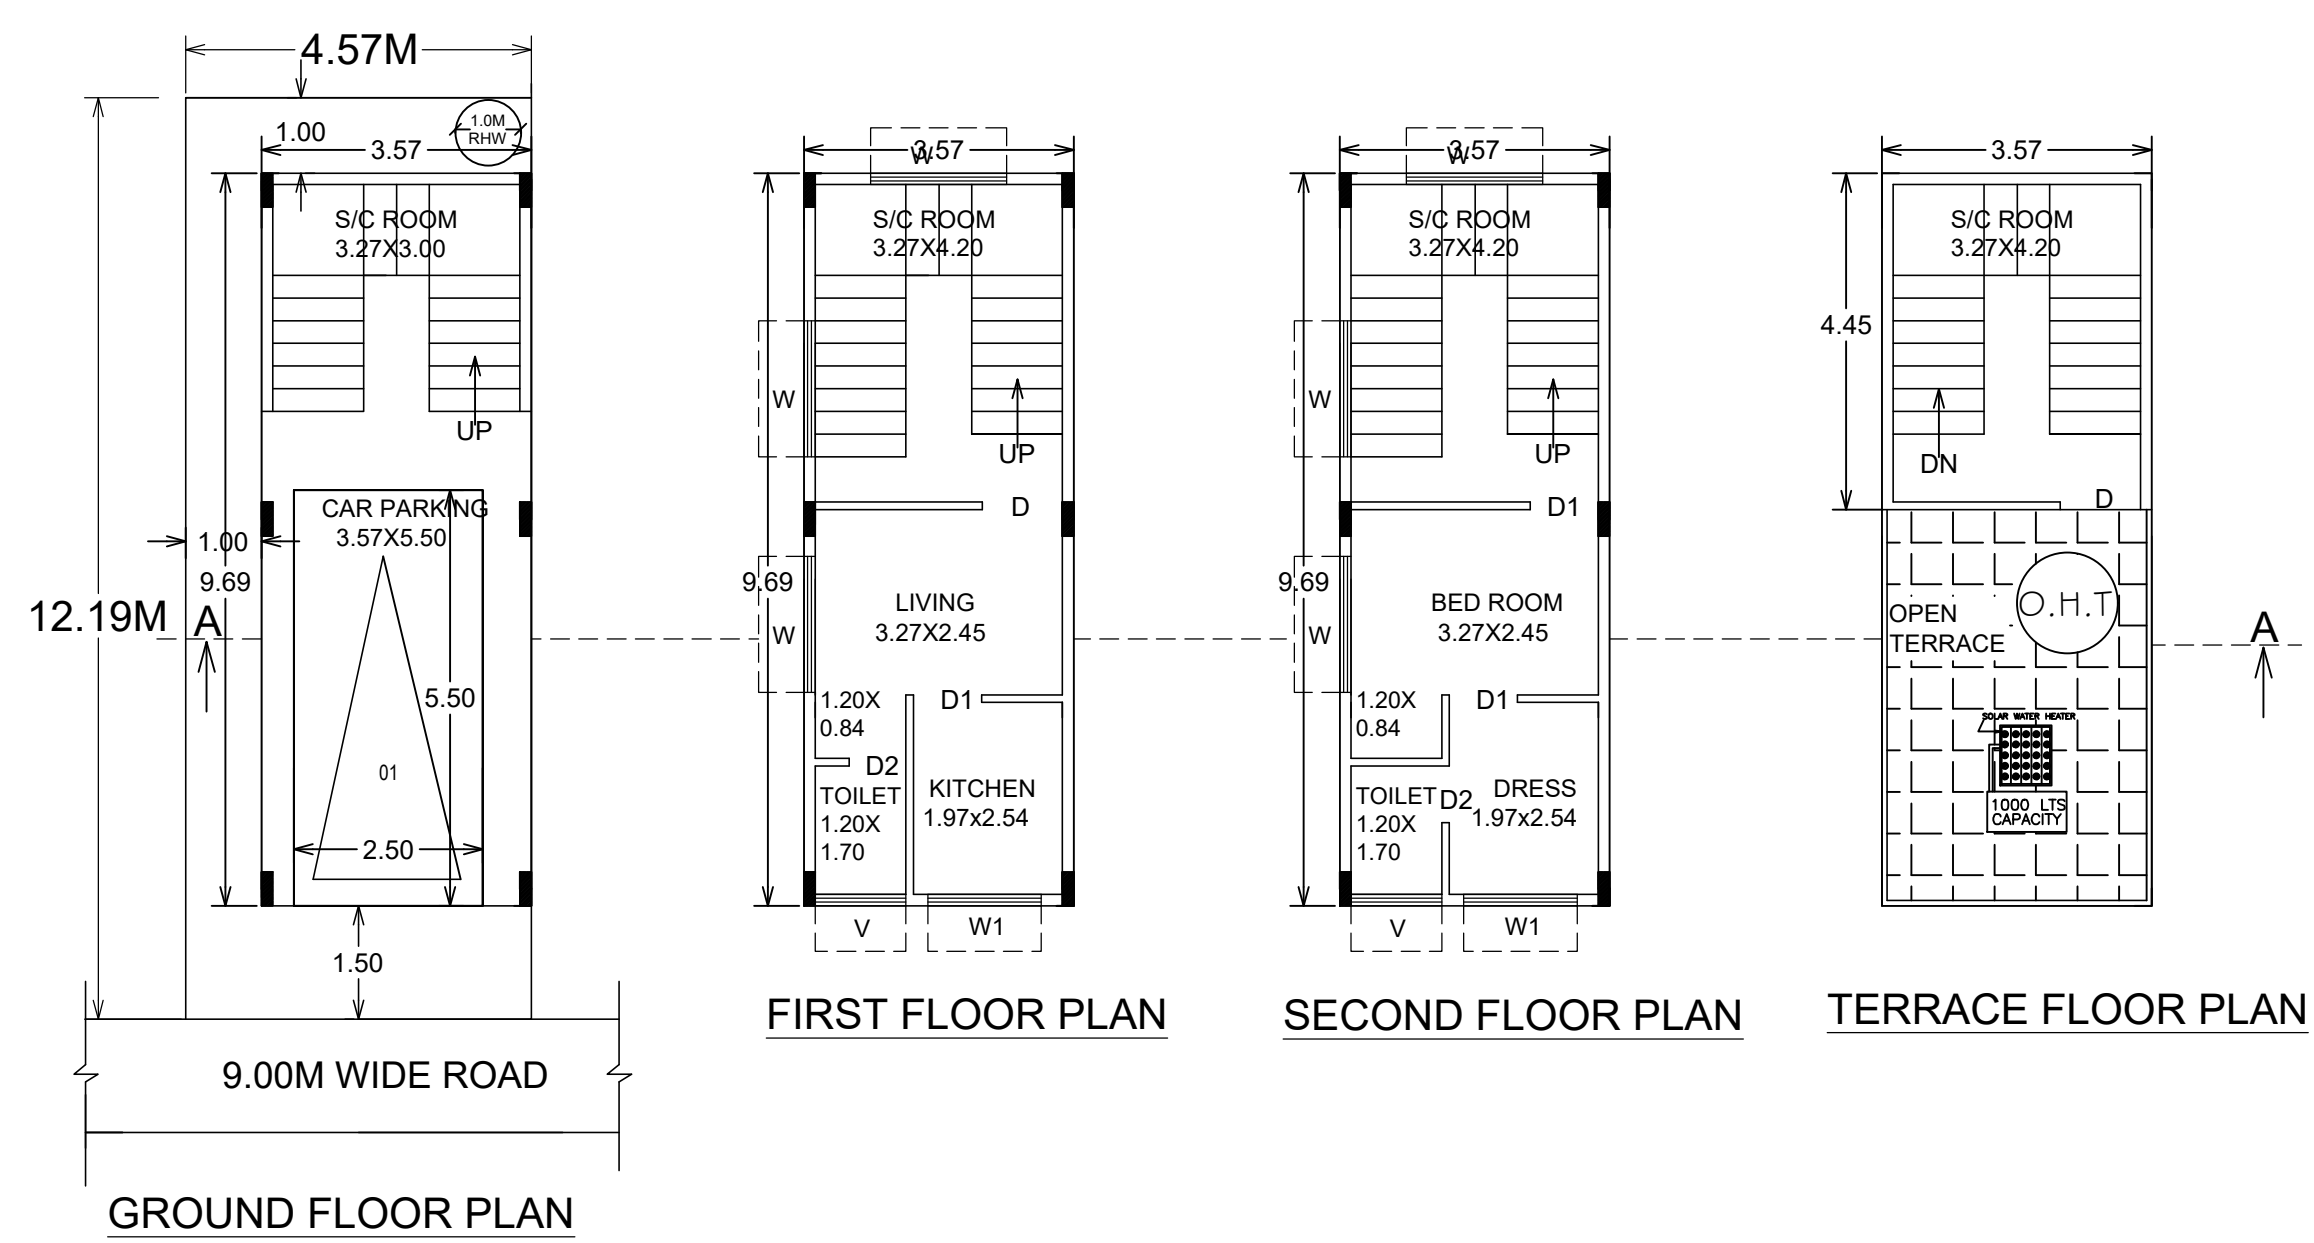 4.57M
1.00
1.0M
RHW
3.57
S/C ROOM
3.27X3.00
UP
CAR PARKING
3.57X5.50
1.00
9.69
12.19M
A
5.50
01
2.50
1.50
9.00M WIDE ROAD
GROUND FLOOR PLAN
3.57
W
S/C ROOM
3.27X4.20
W
UP
D
9.69
LIVING
3.27X2.45
W
1.20X
0.84
D1
D2
TOILET
1.20X
1.70
KITCHEN
1.97x2.54
V
W1
FIRST FLOOR PLAN
3.57
W
S/C ROOM
3.27X4.20
W
UP
D1
9.69
BED ROOM
3.27X2.45
W
1.20X
0.84
D1
TOILET
1.20X
1.70
D2
DRESS
1.97x2.54
V
W1
SECOND FLOOR PLAN
3.57
S/C ROOM
3.27X4.20
4.45
DN
D
OPEN
TERRACE
O.H.T
A
SOLAR WATER HEATER
1000 LTS
CAPACITY
TERRACE FLOOR PLAN